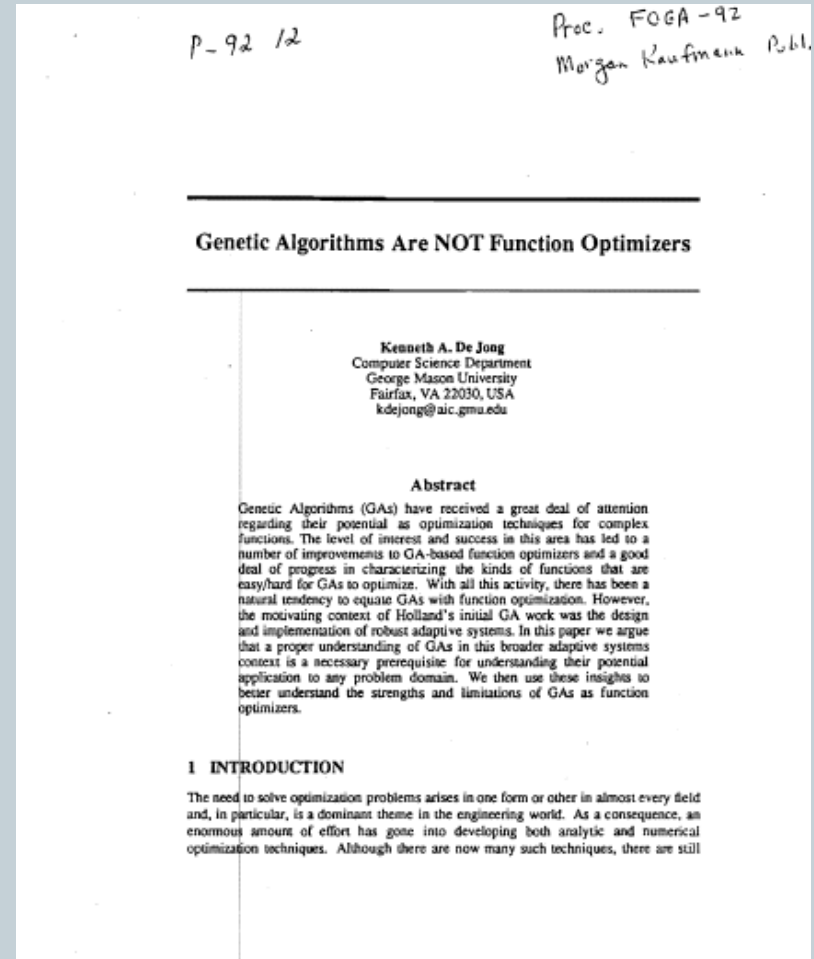 P-92 12
Proc. FOGA-92
Morgan Kaufmann Publ.
Genetic Algorithms Are NOT Function Optimizers
Kenneth A. De Jong
Computer Science Department
George Mason University
Fairfax, VA 22030, USA
kdejong@aic.gmu.edu
Abstract
Genetic Algorithms (GAs) have received a great deal of attention
regarding their potential as optimization techniques for complex
functions. The level of interest and success in this area has led to a
number of improvements to GA-based function optimizers and a good
deal of progress in characterizing the kinds of functions that are
easy/hard for GAs to optimize. With all this activity, there has been a
natural tendency to equate GAs with function optimization. However,
the motivating context of Holland's initial GA work was the design
and implementation of robust adaptive systems. In this paper we argue
that a proper understanding of GAs in this broader adaptive systems
context is a necessary prerequisite for understanding their potential
application to any problem domain. We then use these insights to
better understand the strengths and limitations of GAs as function
optimizers.
1 INTRODUCTION
The need to solve optimization problems arises in one form or other in almost every field
and, in particular, is a dominant theme in the engineering world. As a consequence, an
enormous amount of effort has gone into developing both analytic and numerical
optimization techniques. Although there are now many such techniques, there are still